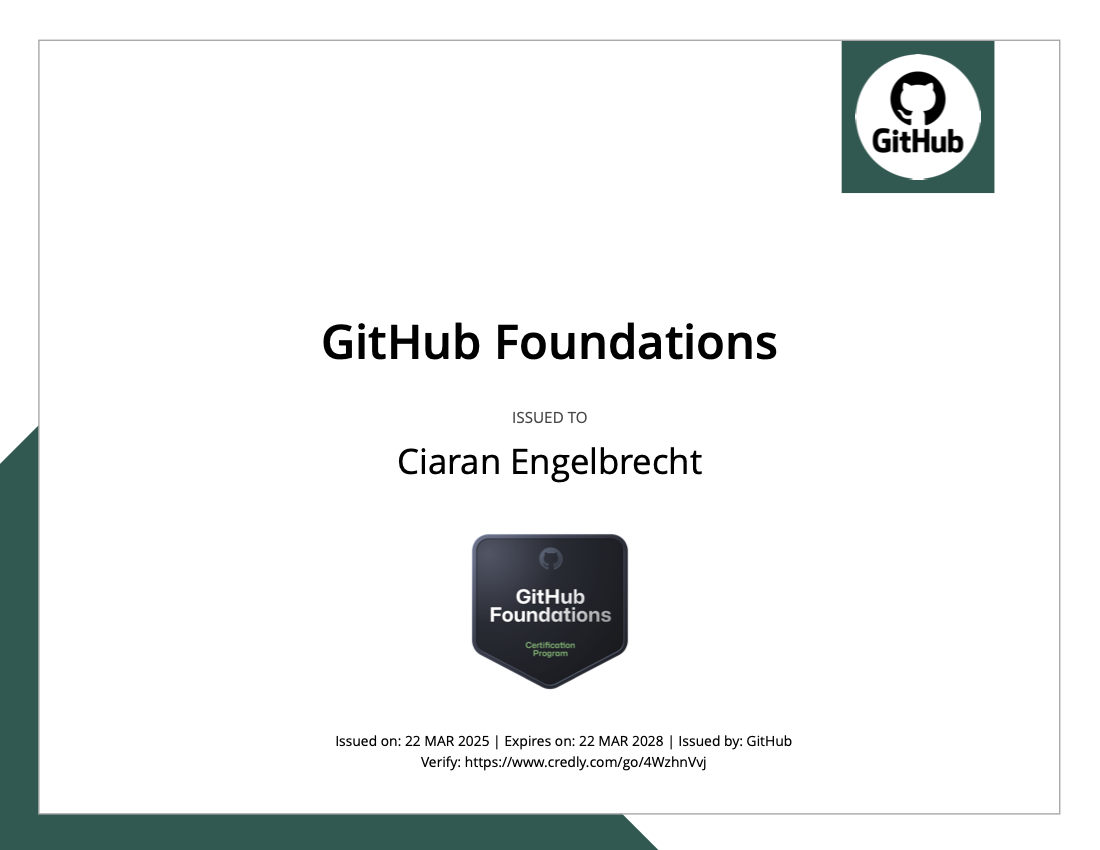 GitHub
GitHub Foundations
ISSUED TO
Ciaran Engelbrecht
GitHub
Foundations
Certification
Program
Issued on: 22 MAR 2025 | Expires on: 22 MAR 2028 | Issued by: GitHub
Verify: https://www.credly.com/go/4WzhnVvj